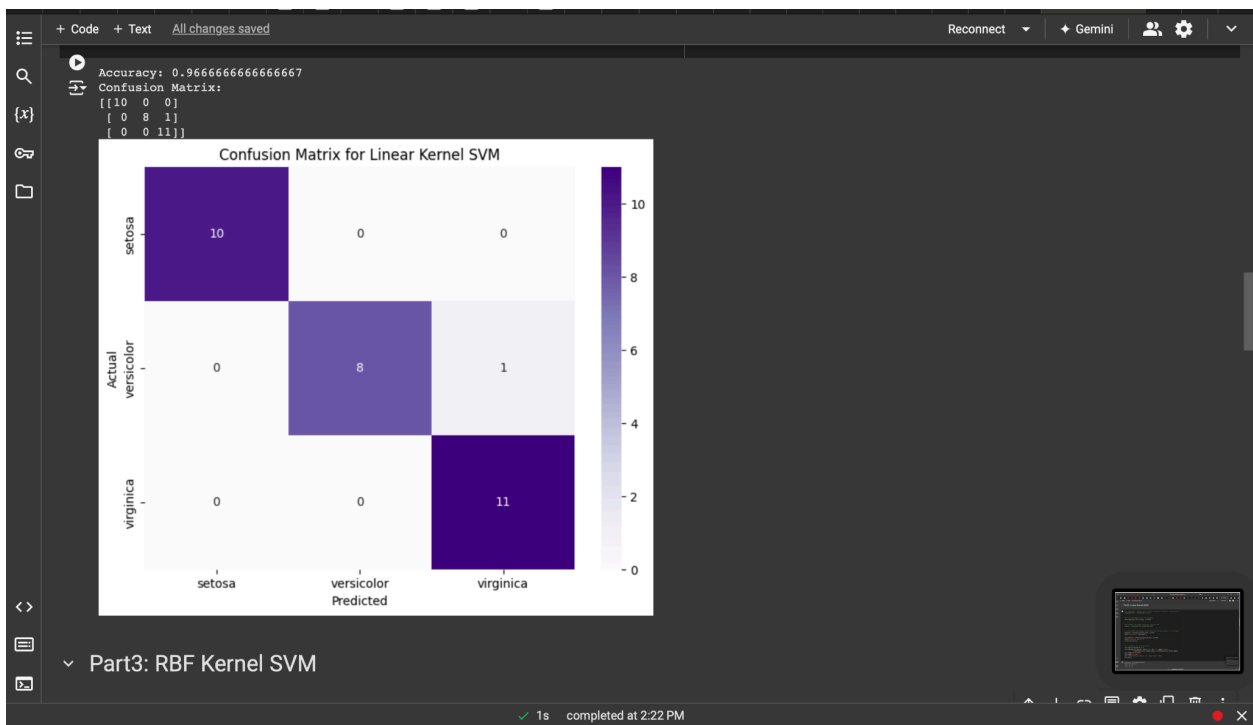 + Code + Text All changes saved Reconnect Gemini
{x}
Accuracy: 0.9666666666666667
Confusion Matrix:
[[10 0 0]
[ 0 8 1]
[ 0 0 11]]
Confusion Matrix for Linear Kernel SVM
10
setosa 10 0 0
8
6
Actual
versicolor 0 8 1
4
virginica 0 0 11
2
0
setosa versicolor virginica
Predicted
<>
Part3: RBF Kernel SVM
1s completed at 2:22 PM